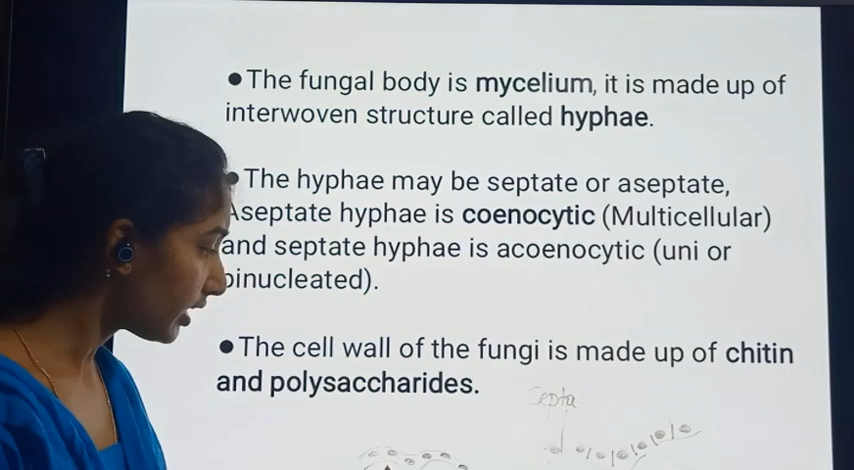 ●The fungal body is mycelium, it is made up of
interwoven structure called hyphae.
●The hyphae may be septate or aseptate,
Aseptate hyphae is coenocytic (Multicellular)
and septate hyphae is acoenocytic (uni or
binucleated).
●The cell wall of the fungi is made up of chitin
and polysaccharides.
Septa